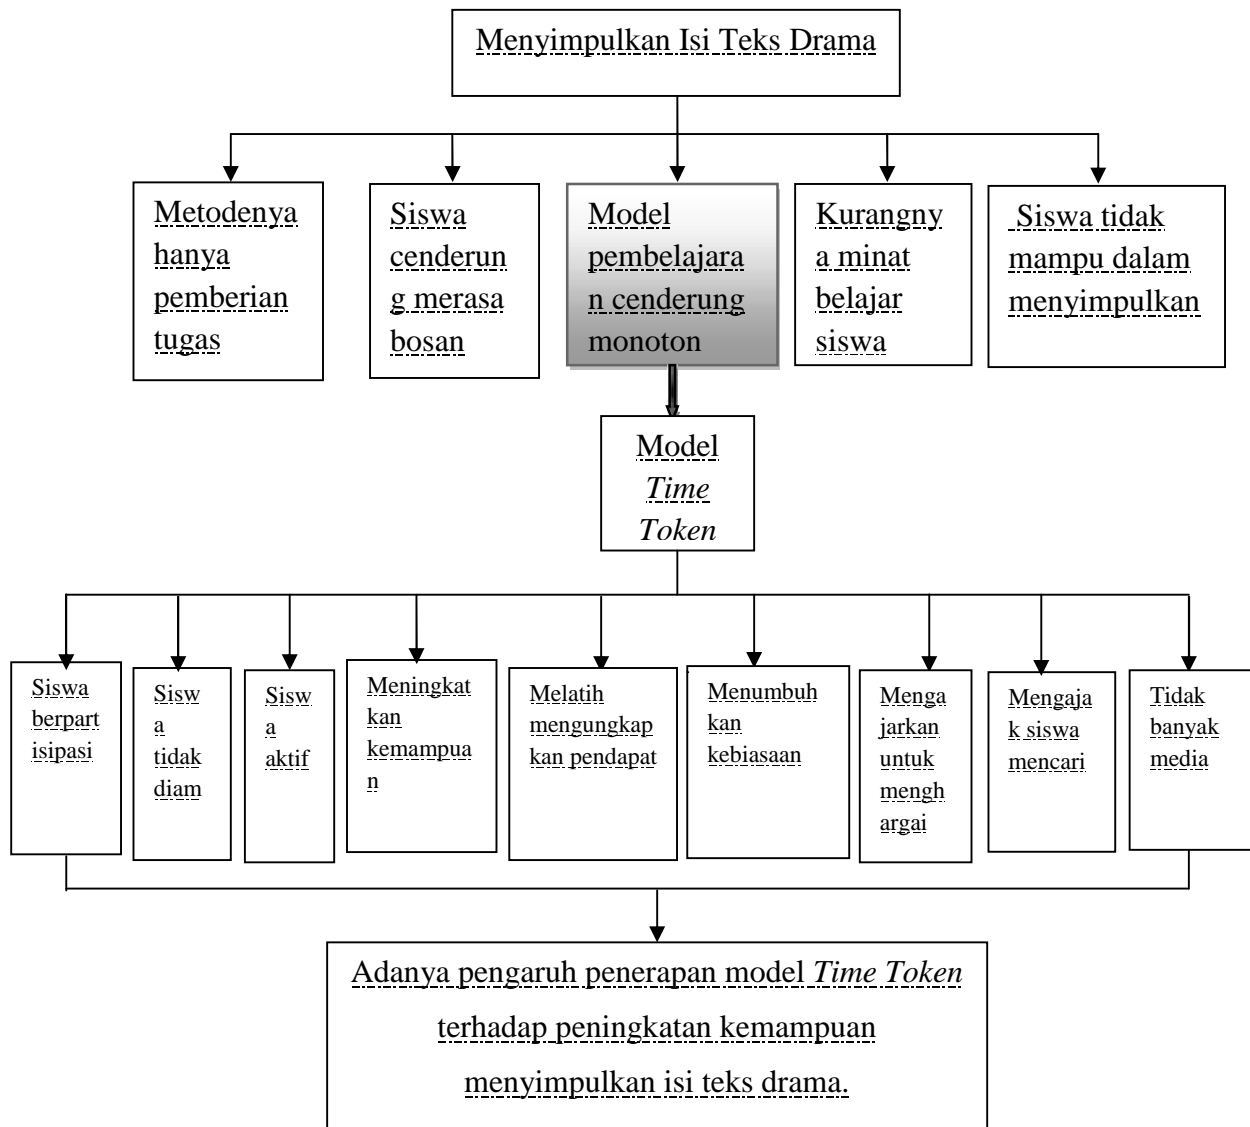 Menyimpulkan Isi Teks Drama
Metodenya
hanya
pemberian
tugas
Siswa
cenderun
g merasa
bosan
Model
pembelajara
n cenderung
monoton
Kurangny
a minat
belajar
siswa
Siswa tidak
mampu dalam
menyimpulkan
Model
Time
Token
Siswa
berpart
isipasi
Sisw
a
tidak
diam
Sisw
a
aktif
Meningkat
kan
kemampua
n
Melatih
mengungkap
kan pendapat
Menumbuh
kan
kebiasaan
Menga
jarkan
untuk
mengh
argai
Mengaja
k siswa
mencari
Tidak
banyak
media
Adanya pengaruh penerapan model Time Token
terhadap peningkatan kemampuan
menyimpulkan isi teks drama.